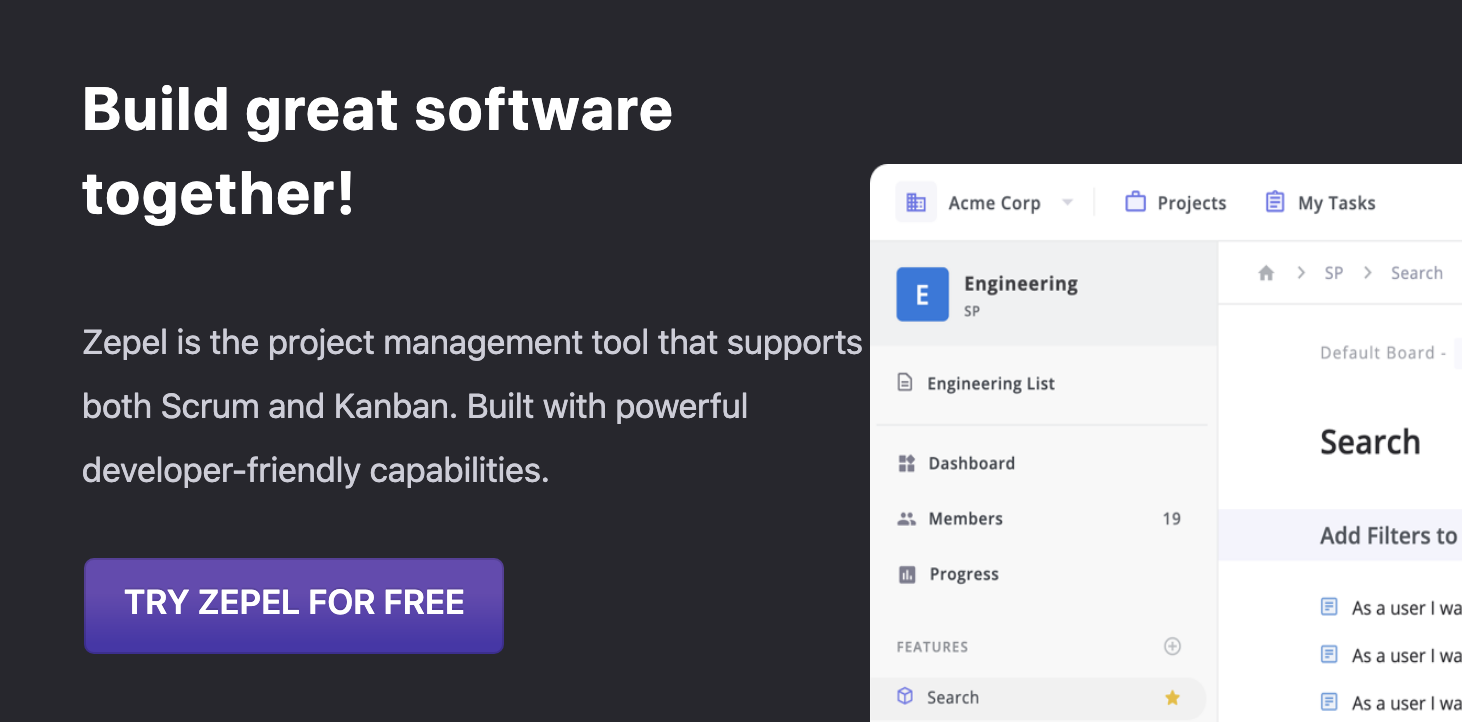 Build great software
together!
Zepel is the project management tool that supports
both Scrum and Kanban. Built with powerful
developer-friendly capabilities.
TRY ZEPEL FOR FREE
Acme Corp
Projects
My Tasks
E
Engineering
SP
Engineering List
Dashboard
Members 19
Progress
FEATURES
Search
SP
Search
Default Board -
Search
Add Filters to
As a user I wa
As a user I wa
As a user I wa